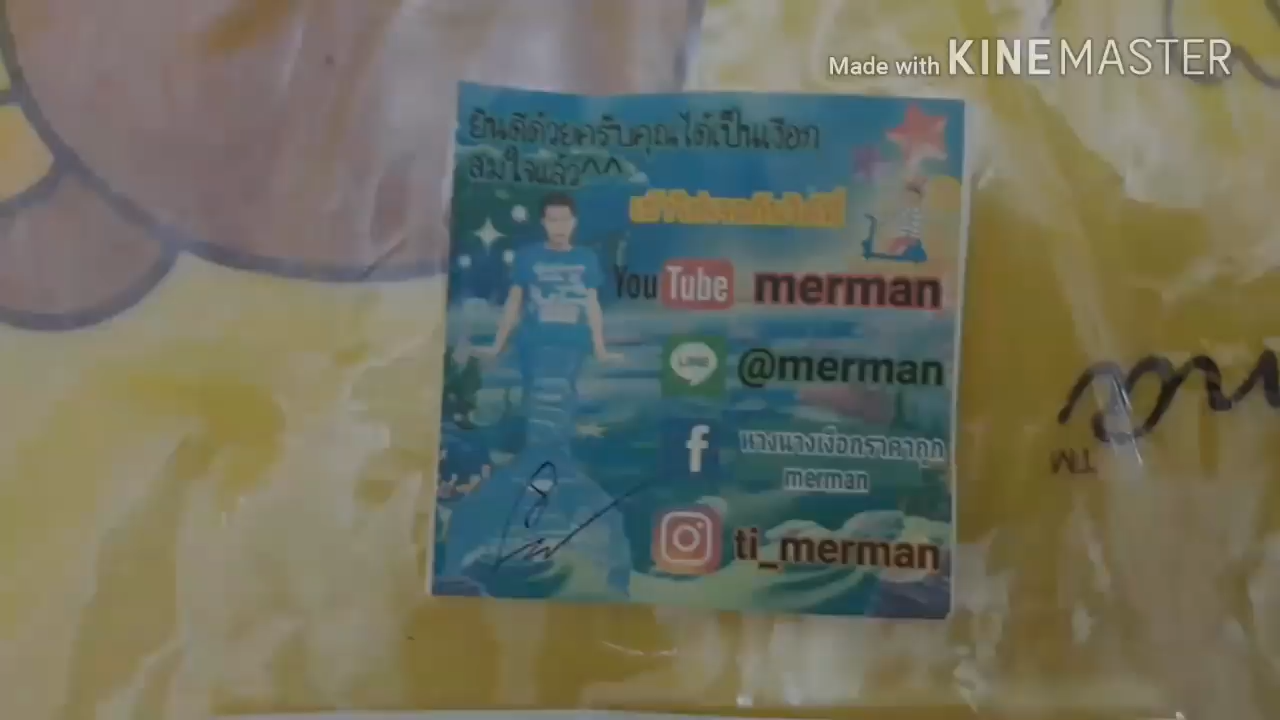 Made with KINEMASTER
ยินดีด้วยครับคุณได้เป็นเงือก
สมใจแล้ว^^
YouTube merman
LINE @merman
นางนางเงือกราคาถูก
merman
ti_merman
TM